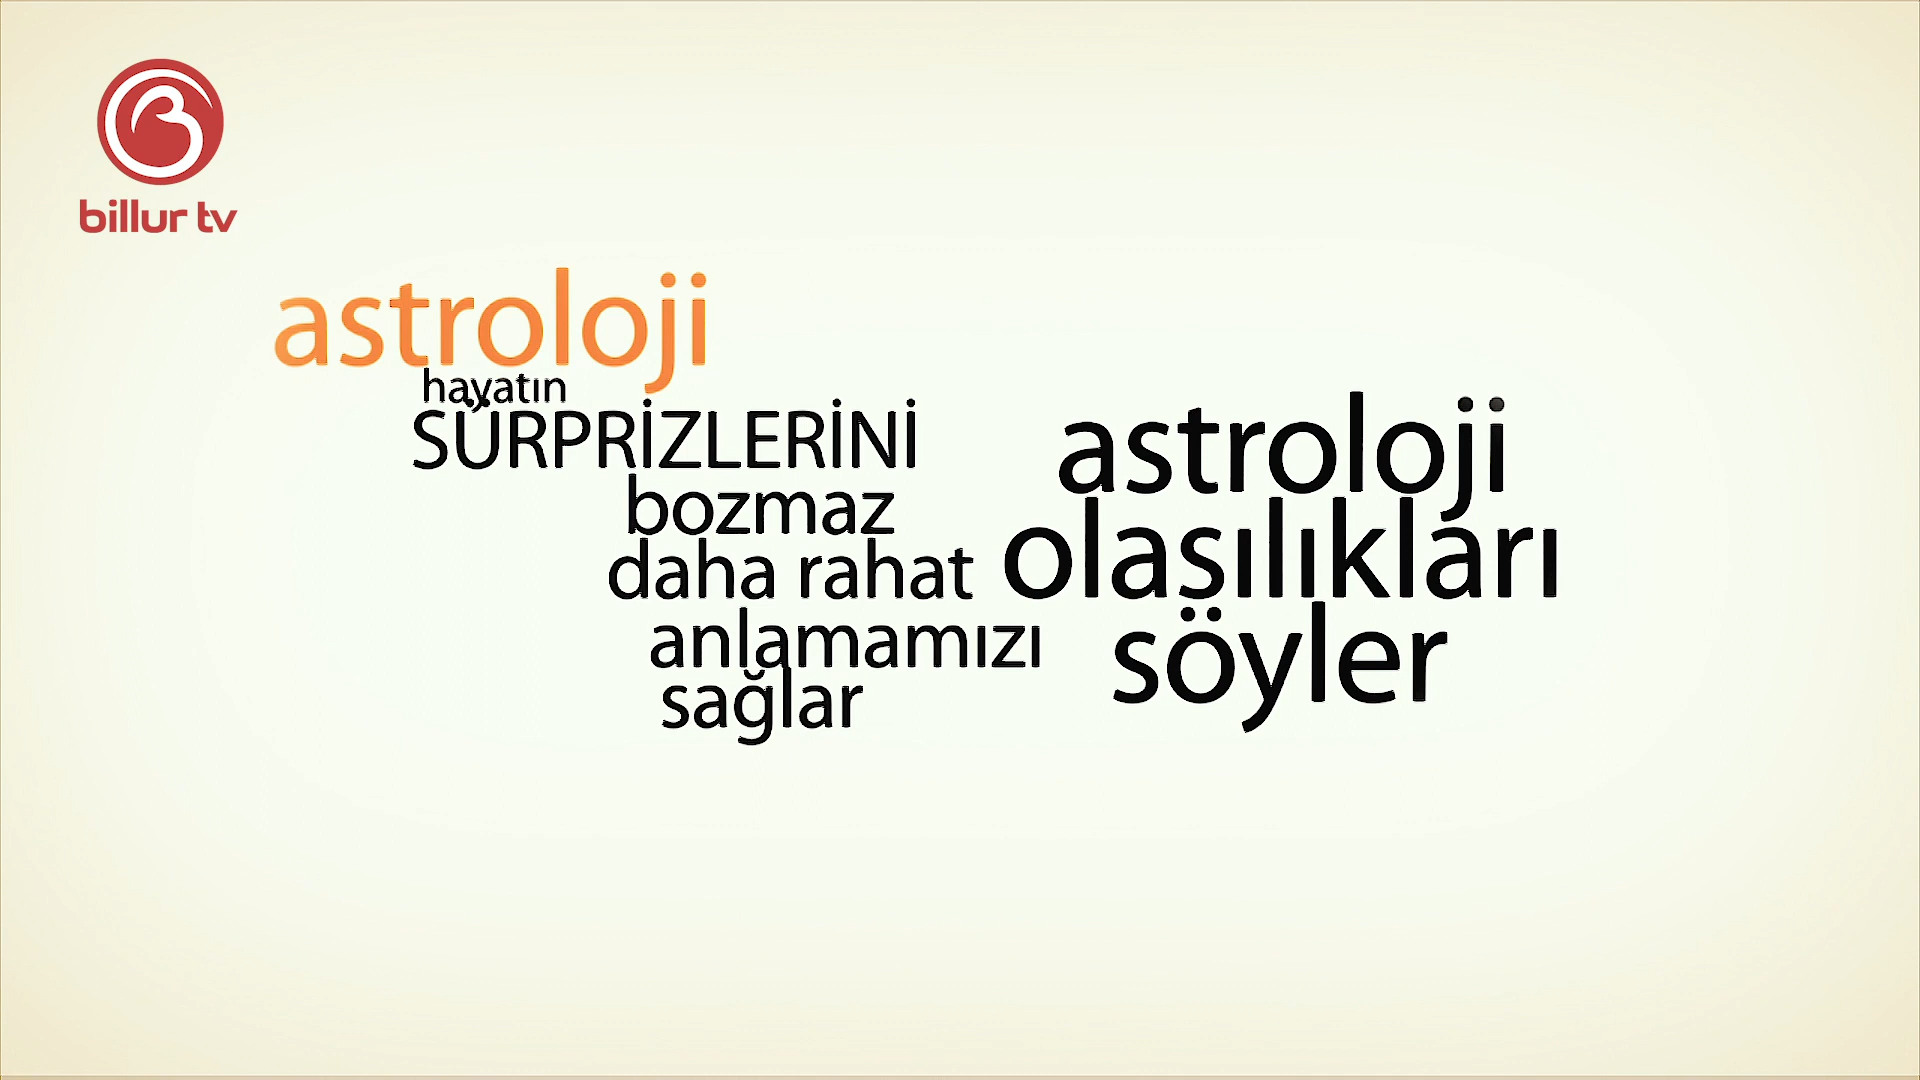 billur tv
astroloji
hayatın
SÜRPRİZLERİNİ
bozmaz
daha rahat
anlamamızı
sağlar
astroloji
olasılıkları
söyler